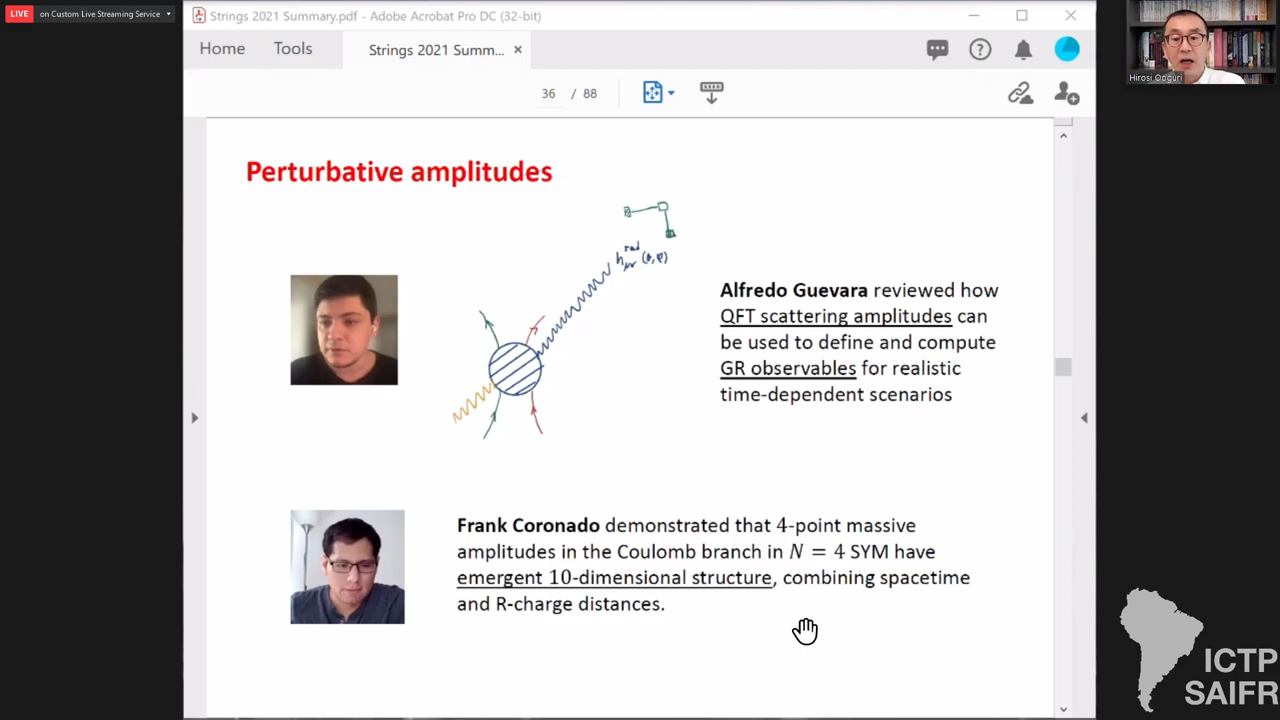 LIVE on Custom Live Streaming Service
Strings 2021 Summary.pdf - Adobe Acrobat Pro DC (32-bit)
Home Tools Strings 2021 Summ... ×
36 / 88
Hirosi Ooguri
Perturbative amplitudes
Alfredo Guevara reviewed how
QFT scattering amplitudes can
be used to define and compute
GR observables for realistic
time-dependent scenarios
Frank Coronado demonstrated that 4-point massive
amplitudes in the Coulomb branch in N = 4 SYM have
emergent 10-dimensional structure, combining spacetime
and R-charge distances.
ICTP
SAIFR